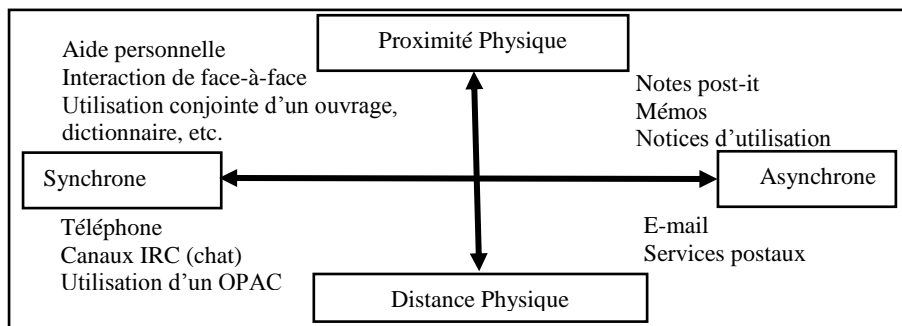 Proximité Physique
Aide personnelle
Interaction de face-à-face
Utilisation conjointe d'un ouvrage,
dictionnaire, etc.
Notes post-it
Mémos
Notices d'utilisation
Synchrone
Asynchrone
Téléphone
Canaux IRC (chat)
Utilisation d'un OPAC
E-mail
Services postaux
Distance Physique